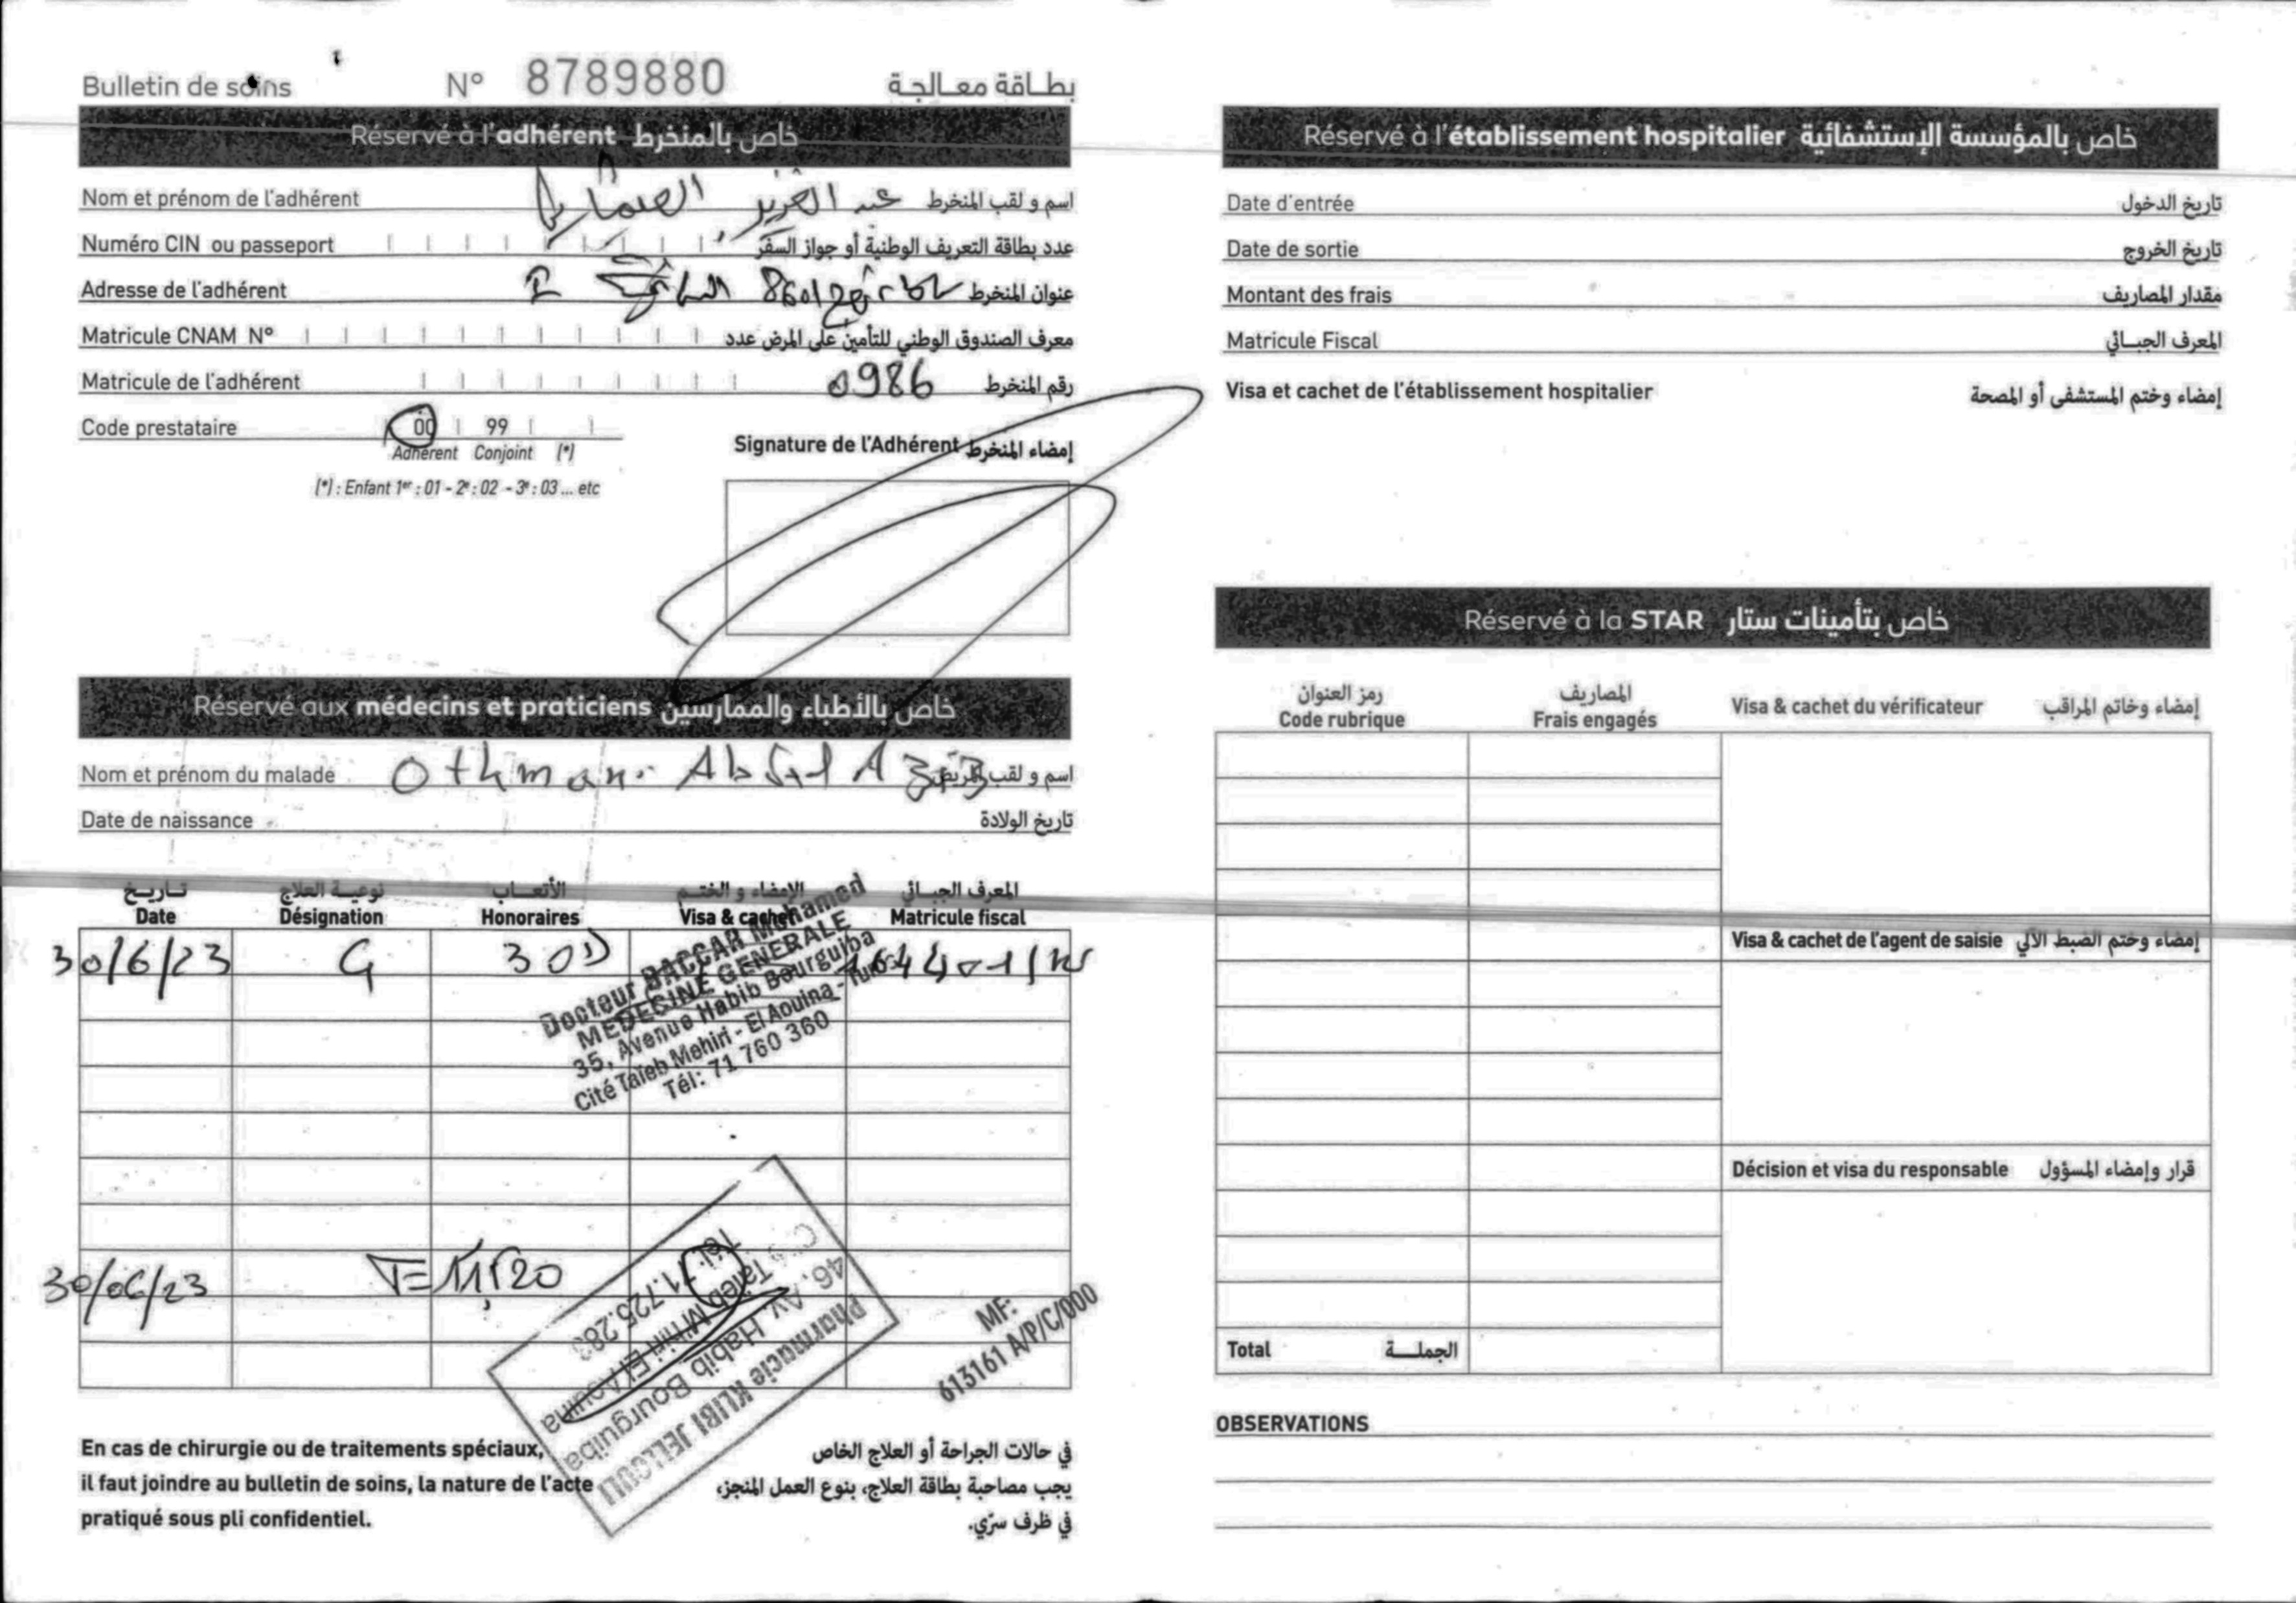 Bulletin de soins N° 8789880 بطاقة معالجة
Réservé à l'adhérent خاص بالمنخرط
Nom et prénom de l'adhérent عبد العزيز العثماني اسم و لقب المنخرط
Numéro CIN ou passeport عدد بطاقة التعريف الوطنية أو جواز السفر
Adresse de l'adhérent عنوان المنخرط
Matricule CNAM N° معرف الصندوق الوطني للتأمين على المرض عدد
Matricule de l'adhérent 0986 رقم المنخرط
Code prestataire 00 99
Adhérent Conjoint (*)
(*) : Enfant 1er : 01 - 2e : 02 - 3e : 03 ... etc
Signature de l'Adhérent إمضاء المنخرط
Réservé aux médecins et praticiens خاص بالأطباء والممارسين
Nom et prénom du malade Othmani Abdel Aziz اسم و لقب المريض
Date de naissance تاريخ الولادة
تاريخ نوعية العلاج الأتعاب الإمضاء و الختم المعرف الجبائي
Date Désignation Honoraires Visa & cachet Matricule fiscal
30/6/23 G 30D
Docteur BACCAR Mohamed
MEDECINE GENERALE
35, Avenue Habib Bourguiba
Cité Taïeb Mehiri - El Aouina - Tunis
Tél: 71 760 360
30/06/23 T=11,520
Pharmacie KLIBI JELLOULI
46, Av. Habib Bourguiba
Cité Taïeb Mhiri El Aouina
Tél: 71.725.283
MF:
613161 A/P/C/000
En cas de chirurgie ou de traitements spéciaux,
il faut joindre au bulletin de soins, la nature de l'acte
pratiqué sous pli confidentiel.
في حالات الجراحة أو العلاج الخاص
يجب مصاحبة بطاقة العلاج، بنوع العمل المنجز،
في ظرف سرّي.
Réservé à l'établissement hospitalier خاص بالمؤسسة الإستشفائية
Date d'entrée تاريخ الدخول
Date de sortie تاريخ الخروج
Montant des frais مقدار المصاريف
Matricule Fiscal المعرف الجبائي
Visa et cachet de l'établissement hospitalier إمضاء وختم المستشفى أو المصحة
Réservé à la STAR خاص بتأمينات ستار
رمز العنوان المصاريف
Code rubrique Frais engagés Visa & cachet du vérificateur إمضاء وخاتم المراقب
Visa & cachet de l'agent de saisie إمضاء وختم الضبط الآلي
Décision et visa du responsable قرار وإمضاء المسؤول
Total الجملة
OBSERVATIONS